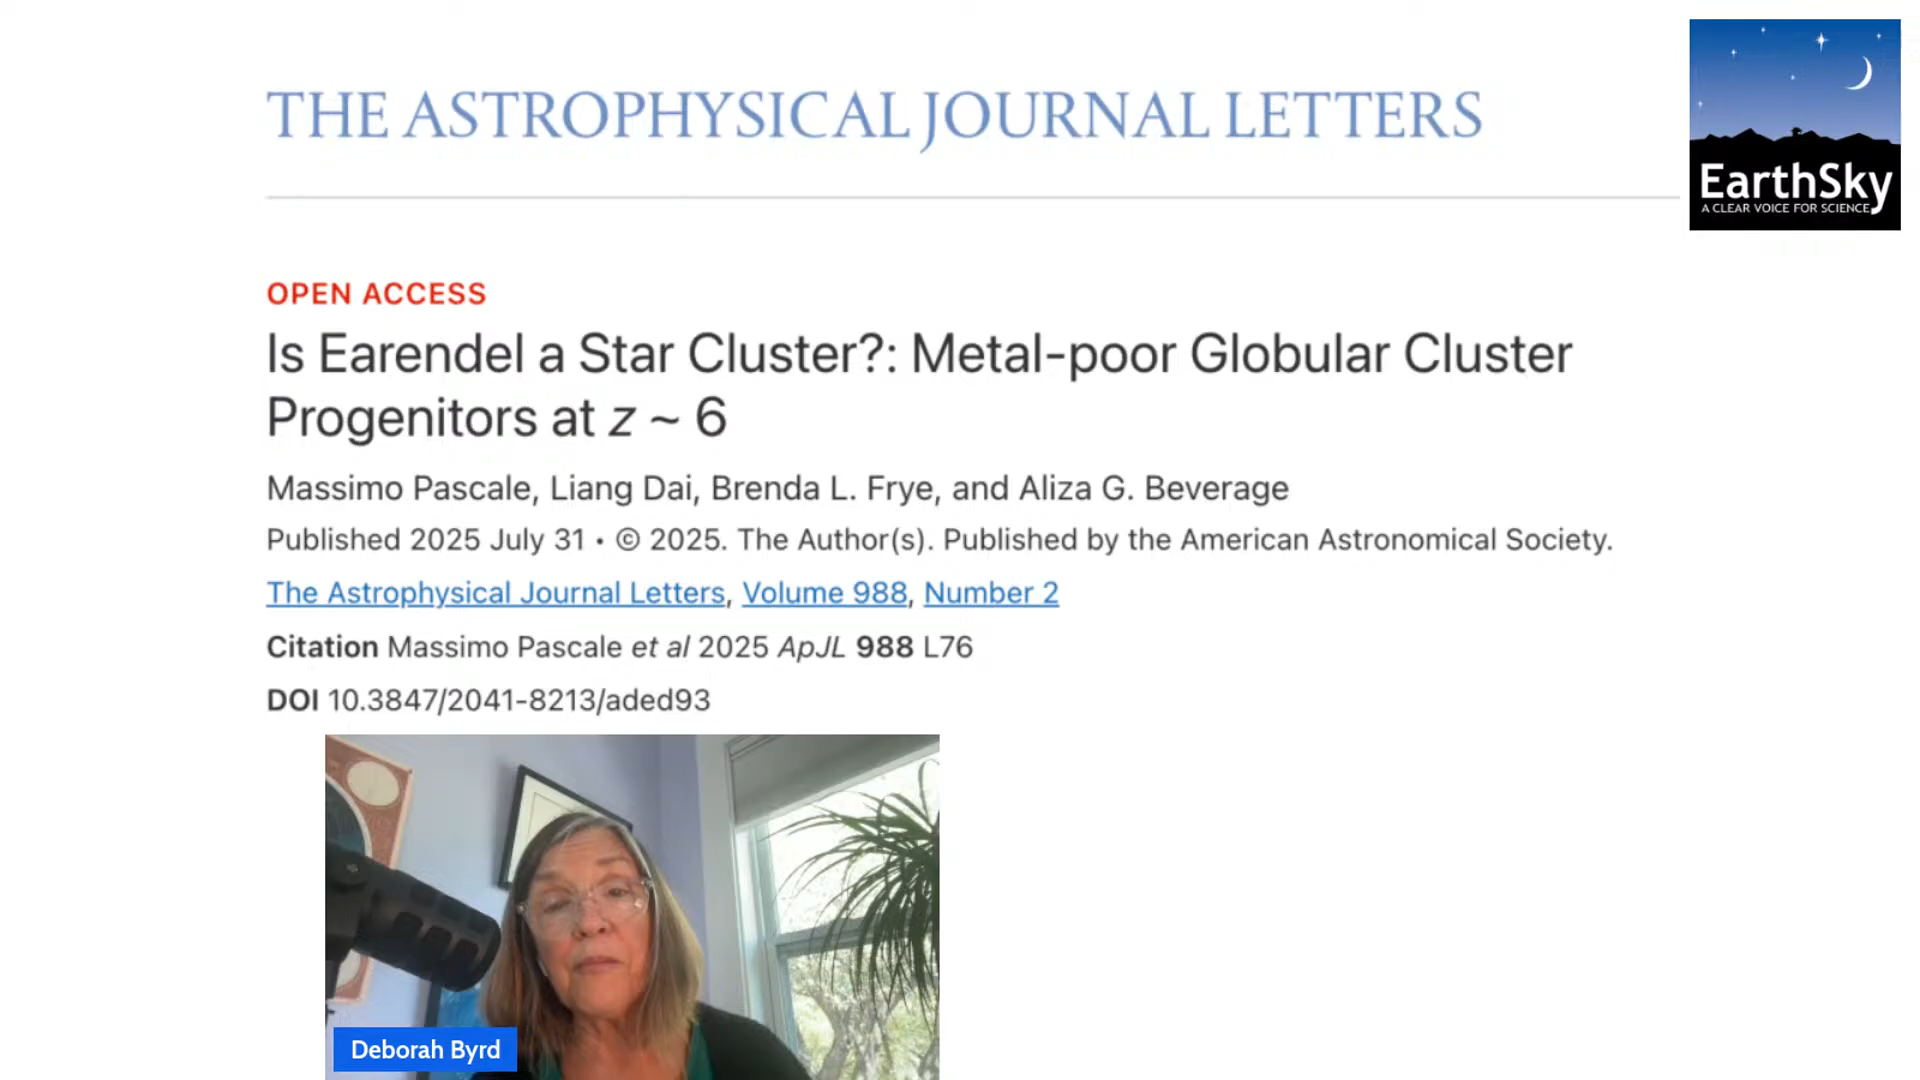 THE ASTROPHYSICAL JOURNAL LETTERS
EarthSky
A CLEAR VOICE FOR SCIENCE
OPEN ACCESS
Is Earendel a Star Cluster?: Metal-poor Globular Cluster
Progenitors at z ~ 6
Massimo Pascale, Liang Dai, Brenda L. Frye, and Aliza G. Beverage
Published 2025 July 31 • © 2025. The Author(s). Published by the American Astronomical Society.
The Astrophysical Journal Letters, Volume 988, Number 2
Citation Massimo Pascale et al 2025 ApJL 988 L76
DOI 10.3847/2041-8213/aded93
Deborah Byrd